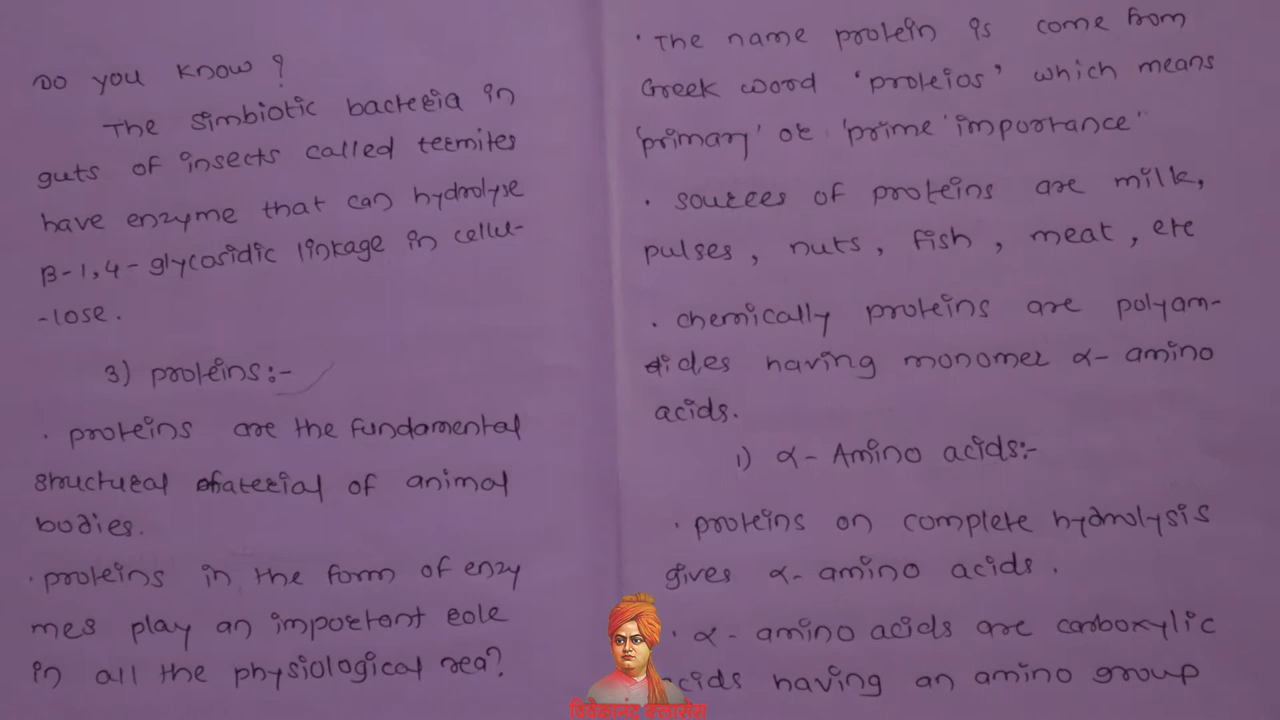 Do you know ?
The simbiotic bacteria in
guts of insects called termites
have enzyme that can hydrolyse
β-1,4-glycosidic linkage in cellu-
-lose.
3) proteins:-
. proteins are the fundamental
structural material of animal
bodies.
. proteins in the form of enzy
mes play an important role
in all the physiological rea?
. The name protein is come from
Greek word 'proteios' which means
'primary' or 'prime importance'
. sources of proteins are milk,
pulses, nuts, fish, meat, etc
. chemically proteins are polyam-
ides having monomer α- amino
acids.
1) α- Amino acids:-
. proteins on complete hydrolysis
gives α- amino acids.
. α- amino acids are carboxylic
acids having an amino group
विवेकानंद क्लासेस